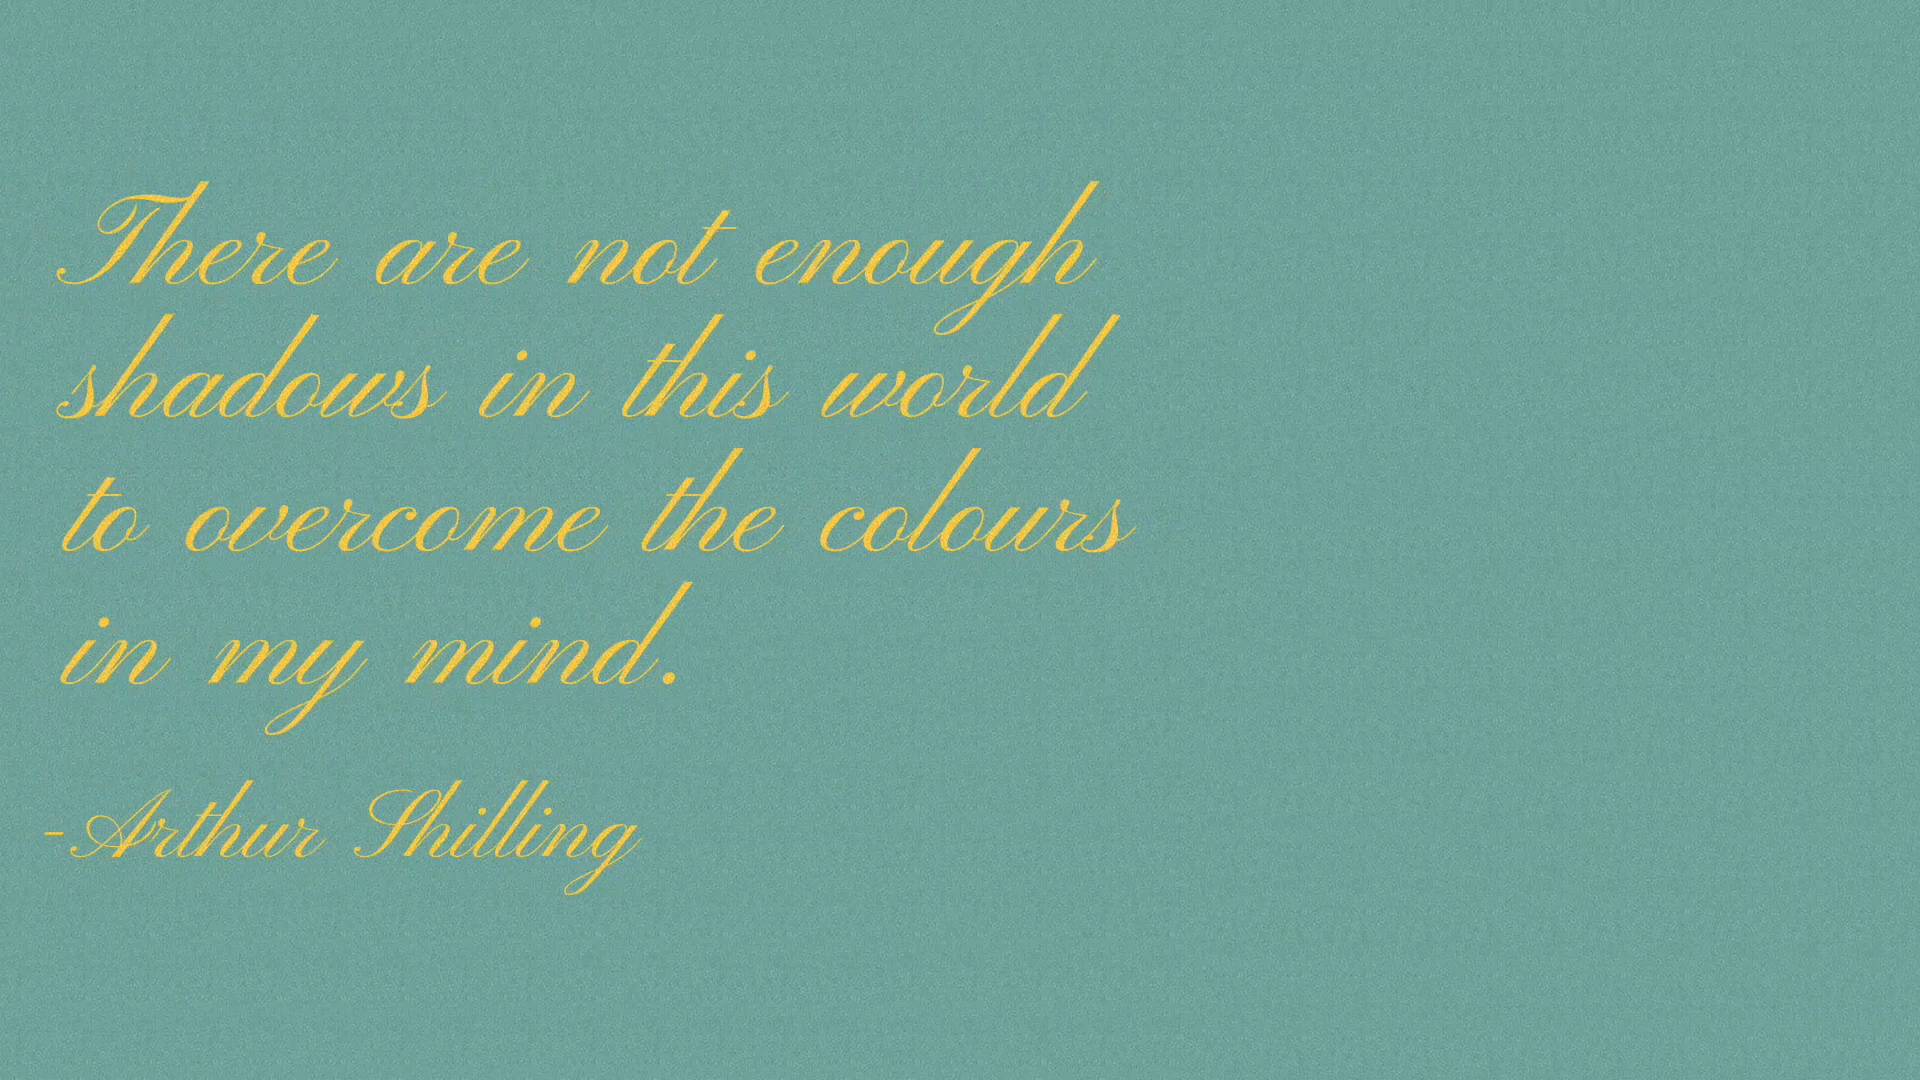 There are not enough
shadows in this world
to overcome the colours
in my mind.
-Arthur Shilling